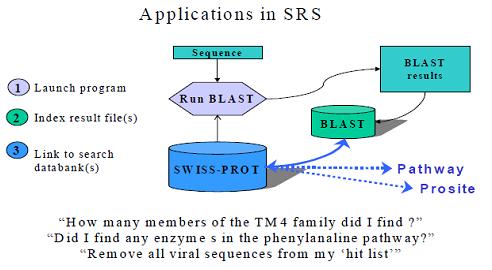 Applications in SRS
Sequence
BLAST
results
1 Launch program
Run BLAST
2 Index result file(s)
BLAST
3 Link to search
databank(s)
SWISS-PROT
Pathway
Prosite
“How many members of the TM4 family did I find ?”
“Did I find any enzyme s in the phenylanaline pathway?”
“Remove all viral sequences from my ‘hit list’”